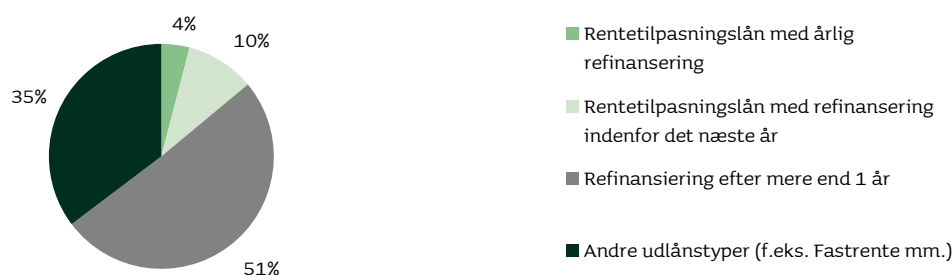 4%
10%
35%
51%
Rentetilpasningslån med årlig
refinansering
Rentetilpasningslån med refinansering
indenfor det næste år
Refinansiering efter mere end 1 år
Andre udlånstyper (f.eks. Fastrente mm.)